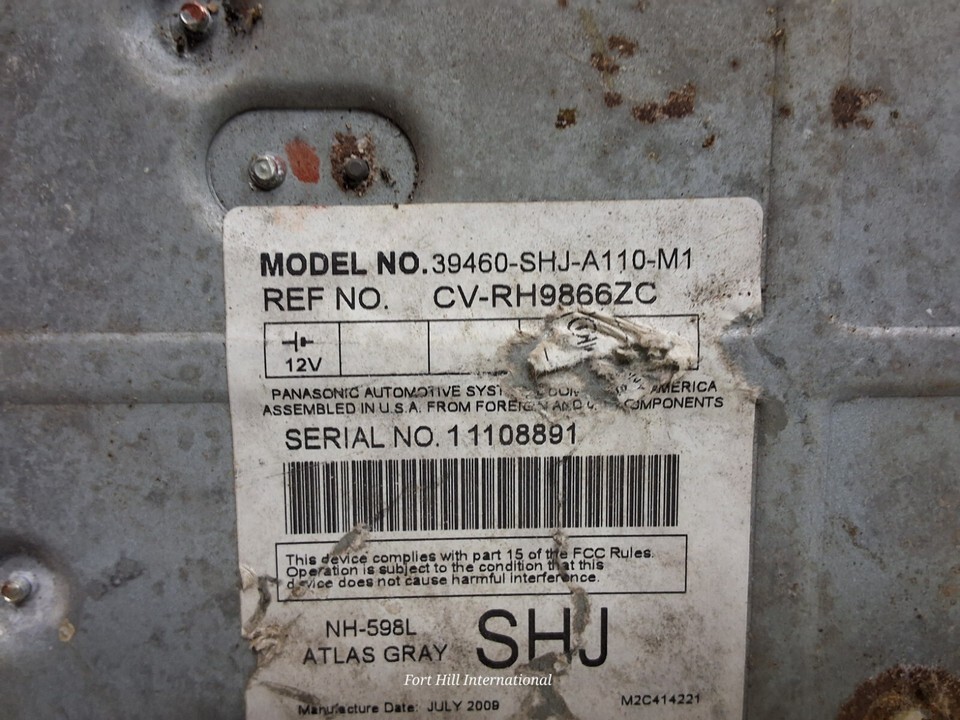 MODEL NO. 39460-SHJ-A110-M1
REF NO. CV-RH9866ZC
12V
PANASONIC AUTOMOTIVE SYST AMERICA
ASSEMBLED IN U.S.A. FROM FOREIGN AND COMPONENTS
SERIAL NO. 11108891
This device complies with part 15 of the FCC Rules.
Operation is subject to the condition that this
device does not cause harmful interference.
NH-598L
ATLAS GRAY
SHJ
Fort Hill International
Manufacture Date: JULY 2009
M2C414221